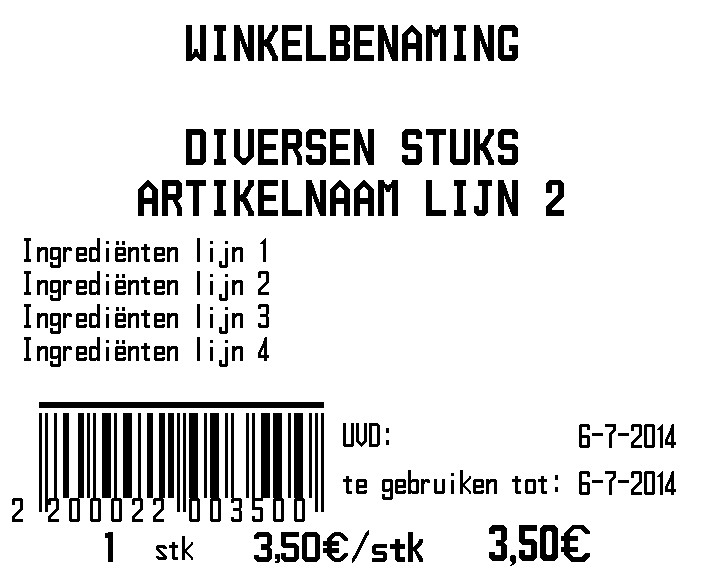 WINKELBENAMING
DIVERSEN STUKS
ARTIKELNAAM LIJN 2
Ingrediënten lijn 1
Ingrediënten lijn 2
Ingrediënten lijn 3
Ingrediënten lijn 4
UVD: 6-7-2014
te gebruiken tot: 6-7-2014
2 200022 003500
1 stk 3,50€/stk 3,50€